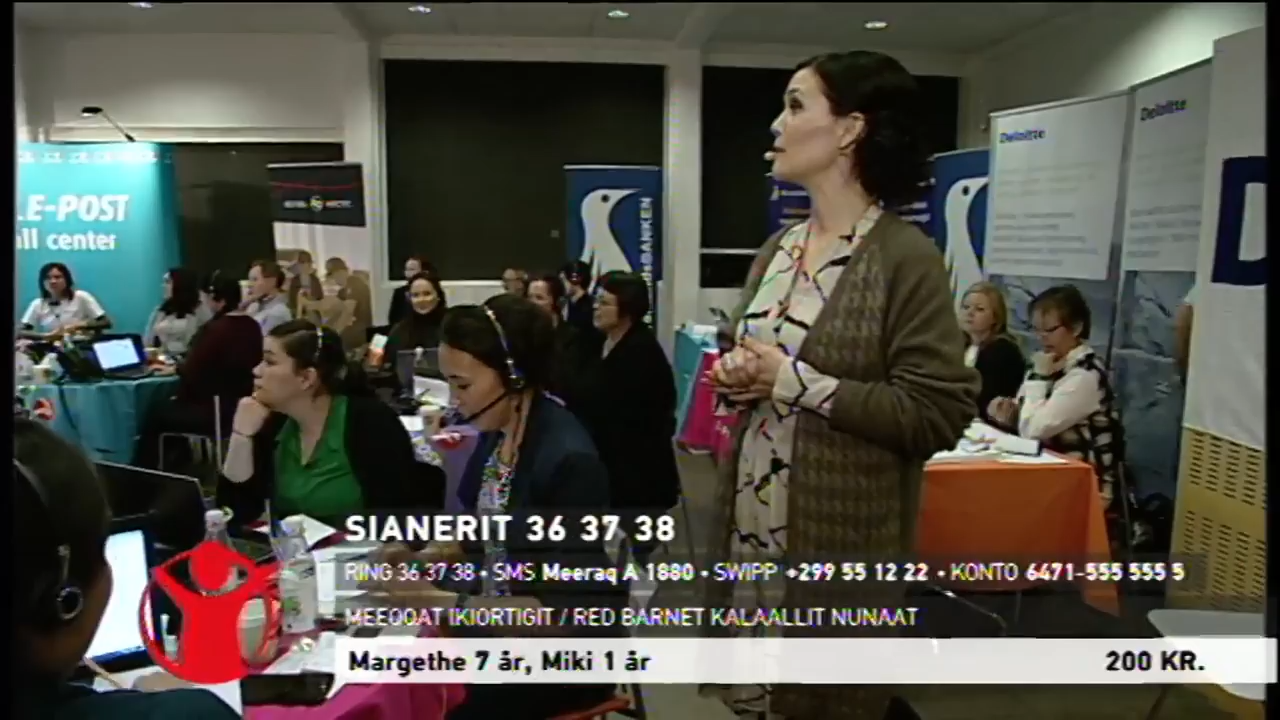 LE-POST
all center
Deloitte
Deloitte
BANKEN
SIANERIT 36 37 38
RING 36 37 38 • SMS Meeraq A 1880 • SWIPP +299 55 12 22 • KONTO 6471-555 555 5
MEEQQAT IKIORTIGIT / RED BARNET KALAALLIT NUNAAT
Margethe 7 år, Miki 1 år 200 KR.